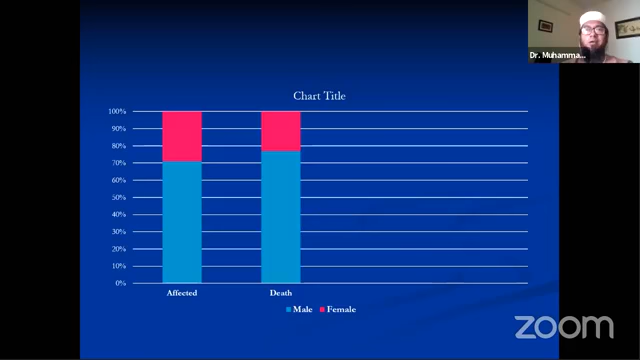 Dr. Muhamma...
Chart Title
100%
90%
80%
70%
60%
50%
40%
30%
20%
10%
0%
Affected Death
Male Female
zoom